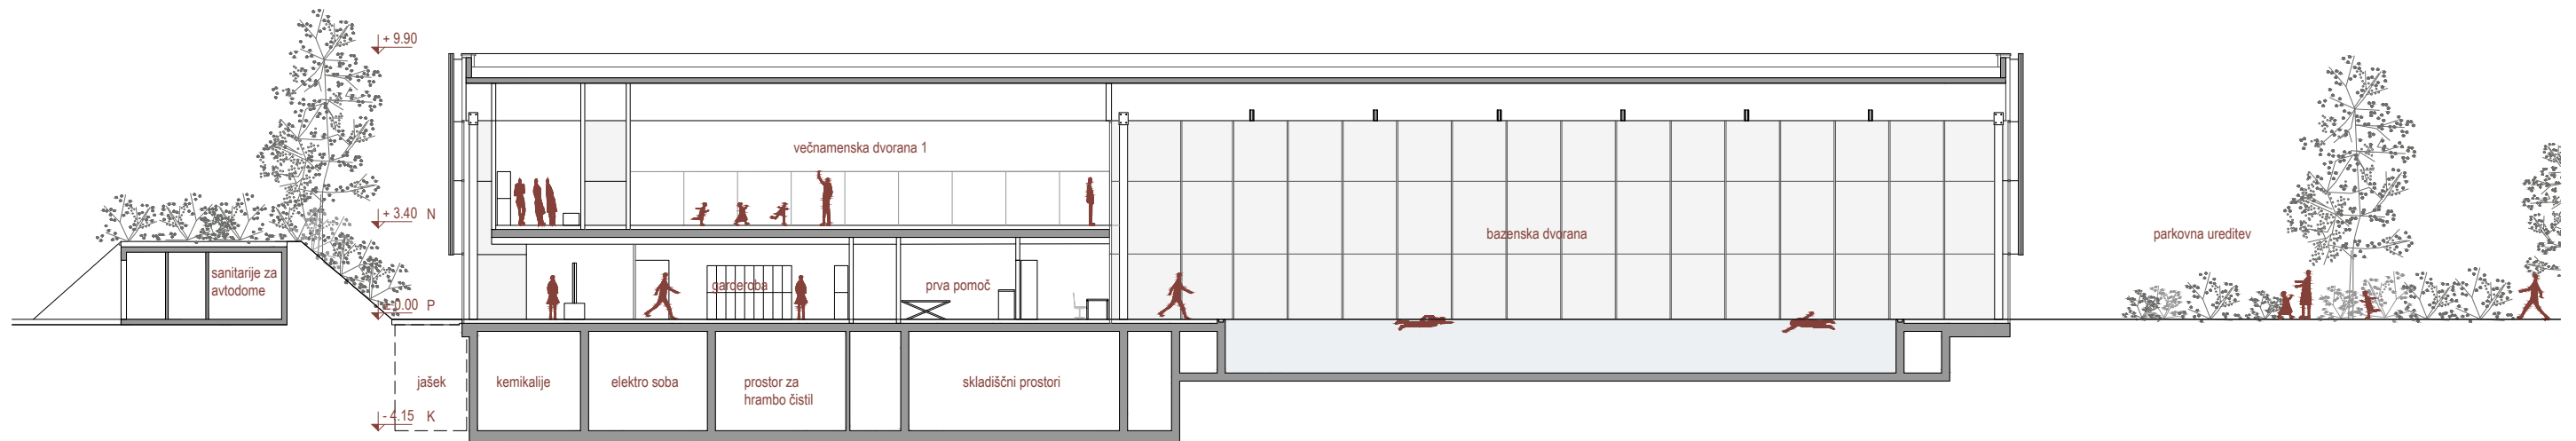 + 9.90
večnamenska dvorana 1
+ 3.40 N
bazenska dvorana
parkovna ureditev
sanitarije za
avtodome
garderoba
prva pomoč
± 0.00 P
jašek
kemikalije
elektro soba
prostor za
hrambo čistil
skladiščni prostori
- 4.15 K